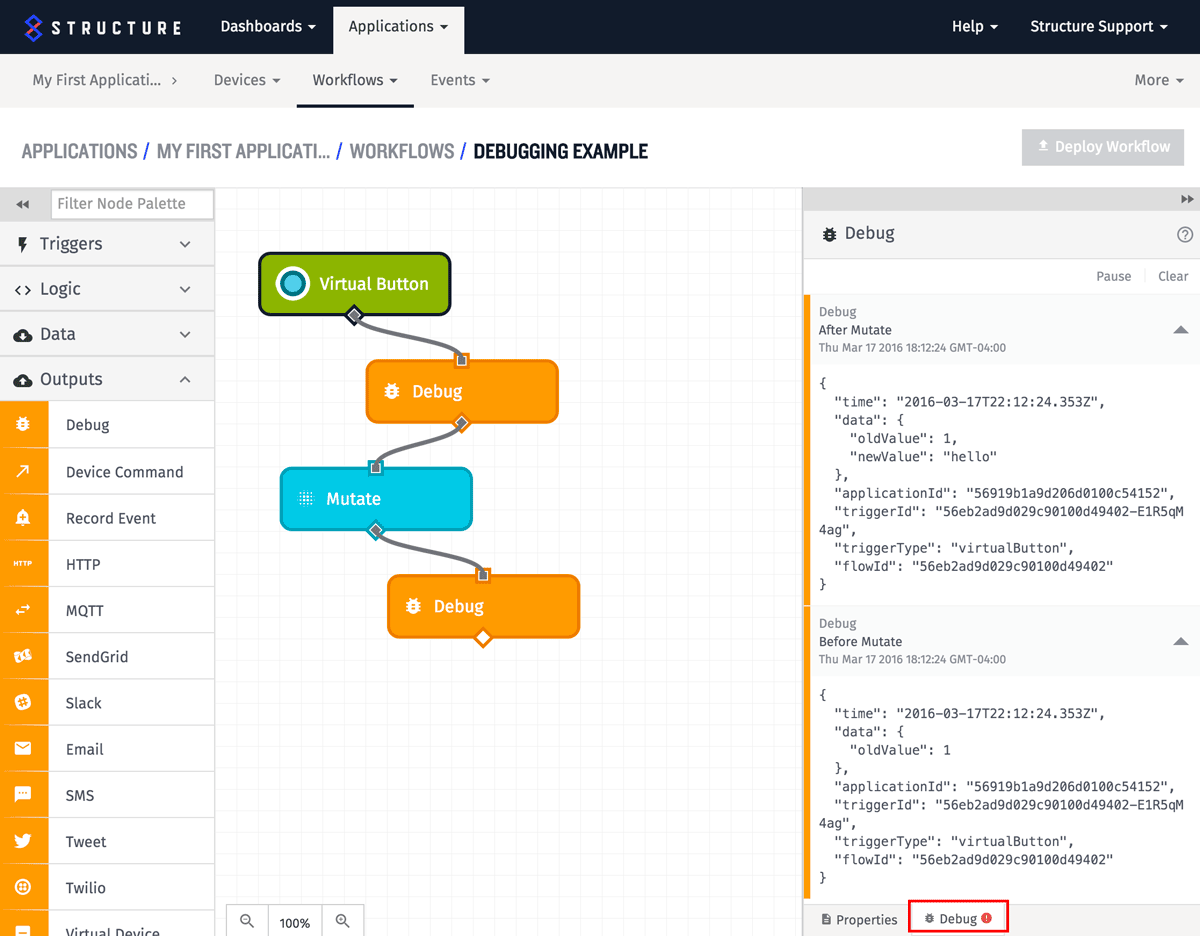 STRUCTURE
Dashboards
Applications
Help
Structure Support
My First Applicati...
Devices
Workflows
Events
More
APPLICATIONS / MY FIRST APPLICATI... / WORKFLOWS / DEBUGGING EXAMPLE
Deploy Workflow
Filter Node Palette
Triggers
Logic
Data
Outputs
Debug
Device Command
Record Event
HTTP
HTTP
MQTT
SendGrid
Slack
Email
SMS
Tweet
Twilio
Virtual Device
Virtual Button
Debug
Mutate
Debug
100%
Debug
Pause
Clear
Debug
After Mutate
Thu Mar 17 2016 18:12:24 GMT-04:00
{
"time": "2016-03-17T22:12:24.353Z",
"data": {
"oldValue": 1,
"newValue": "hello"
},
"applicationId": "56919b1a9d206d0100c54152",
"triggerId": "56eb2ad9d029c90100d49402-E1R5qM
4ag",
"triggerType": "virtualButton",
"flowId": "56eb2ad9d029c90100d49402"
}
Debug
Before Mutate
Thu Mar 17 2016 18:12:24 GMT-04:00
{
"time": "2016-03-17T22:12:24.353Z",
"data": {
"oldValue": 1
},
"applicationId": "56919b1a9d206d0100c54152",
"triggerId": "56eb2ad9d029c90100d49402-E1R5qM
4ag",
"triggerType": "virtualButton",
"flowId": "56eb2ad9d029c90100d49402"
}
Properties
Debug